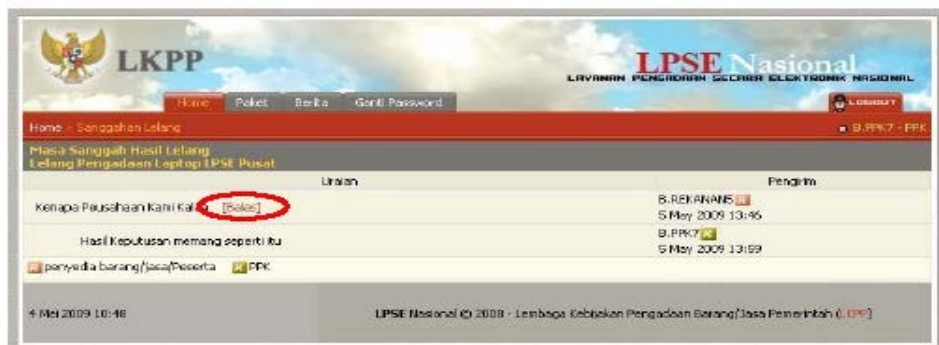 LKPP
LPSE Nasional
LAYANAN PENGADAAN SECARA ELEKTRONIK NASIONAL
Home Paket Berita Ganti Password
LOGOUT
Home - Sanggahan Lelang
B.PPK7 - PPK
Masa Sanggah Hasil Lelang
Lelang Pengadaan Laptop LPSE Pusat
Uraian Pengirim
Kenapa Peusahaan Kami Kalah [Balas] B.REKANAN5
5 May 2009 13:46
Hasil Keputusan memang seperti itu B.PPK7
5 May 2009 13:59
penyedia barang/jasa/Peserta PPK
4 Mei 2009 10:48 LPSE Nasional © 2008 - Lembaga Kebijakan Pengadaan Barang/Jasa Pemerintah (LKPP)